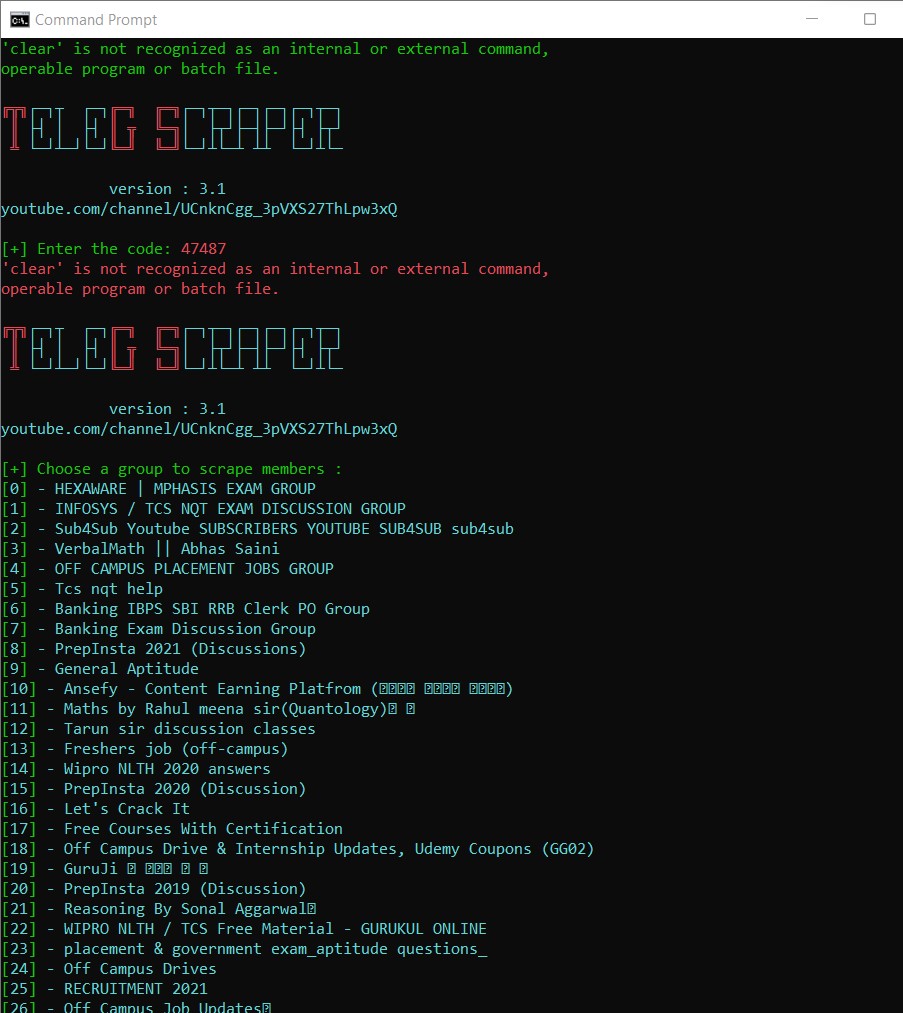 Command Prompt
'clear' is not recognized as an internal or external command,
operable program or batch file.
TELEG SCRAPER
version : 3.1
youtube.com/channel/UCnknCgg_3pVXS27ThLpw3xQ
[+] Enter the code: 47487
'clear' is not recognized as an internal or external command,
operable program or batch file.
TELEG SCRAPER
version : 3.1
youtube.com/channel/UCnknCgg_3pVXS27ThLpw3xQ
[+] Choose a group to scrape members :
[0] - HEXAWARE | MPHASIS EXAM GROUP
[1] - INFOSYS / TCS NQT EXAM DISCUSSION GROUP
[2] - Sub4Sub Youtube SUBSCRIBERS YOUTUBE SUB4SUB sub4sub
[3] - VerbalMath || Abhas Saini
[4] - OFF CAMPUS PLACEMENT JOBS GROUP
[5] - Tcs nqt help
[6] - Banking IBPS SBI RRB Clerk PO Group
[7] - Banking Exam Discussion Group
[8] - PrepInsta 2021 (Discussions)
[9] - General Aptitude
[10] - Ansefy - Content Earning Platfrom (⍰⍰⍰⍰ ⍰⍰⍰⍰ ⍰⍰⍰⍰)
[11] - Maths by Rahul meena sir(Quantology)⍰ ⍰
[12] - Tarun sir discussion classes
[13] - Freshers job (off-campus)
[14] - Wipro NLTH 2020 answers
[15] - PrepInsta 2020 (Discussion)
[16] - Let's Crack It
[17] - Free Courses With Certification
[18] - Off Campus Drive & Internship Updates, Udemy Coupons (GG02)
[19] - GuruJi ⍰ ⍰⍰⍰ ⍰ ⍰
[20] - PrepInsta 2019 (Discussion)
[21] - Reasoning By Sonal Aggarwal⍰
[22] - WIPRO NLTH / TCS Free Material - GURUKUL ONLINE
[23] - placement & government exam_aptitude questions_
[24] - Off Campus Drives
[25] - RECRUITMENT 2021
[26] - Off Campus Job Updates⍰